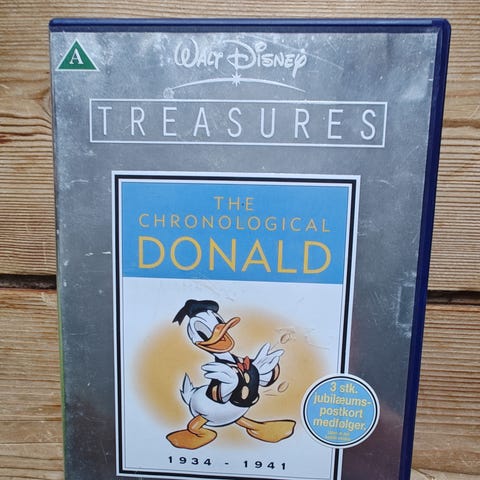 A
WALT DISNEY
TREASURES
THE
CHRONOLOGICAL
DONALD
3 stk.
jubilæums-
postkort
medfølger.
1934 - 1941